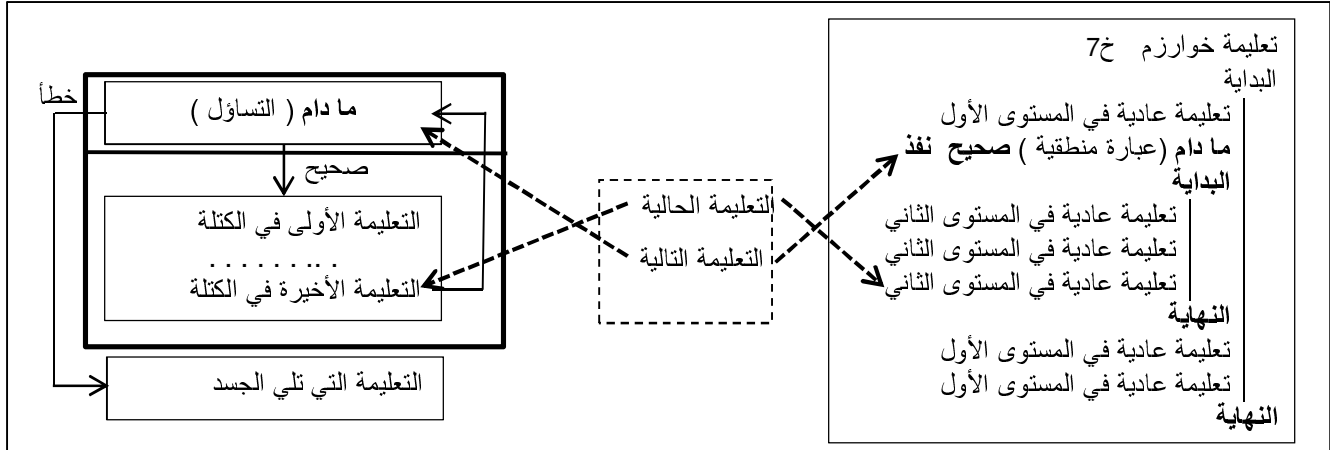 تعليمة خوارزم خ7
البداية
تعليمة عادية في المستوى الأول
ما دام (عبارة منطقية ) صحيح نفذ
البداية
تعليمة عادية في المستوى الثاني
تعليمة عادية في المستوى الثاني
تعليمة عادية في المستوى الثاني
النهاية
تعليمة عادية في المستوى الأول
تعليمة عادية في المستوى الأول
النهاية
التعليمة الحالية
التعليمة التالية
خطأ
ما دام ( التساؤل )
صحيح
التعليمة الأولى في الكتلة
. . . . . .. .
التعليمة الأخيرة في الكتلة
التعليمة التي تلي الجسد